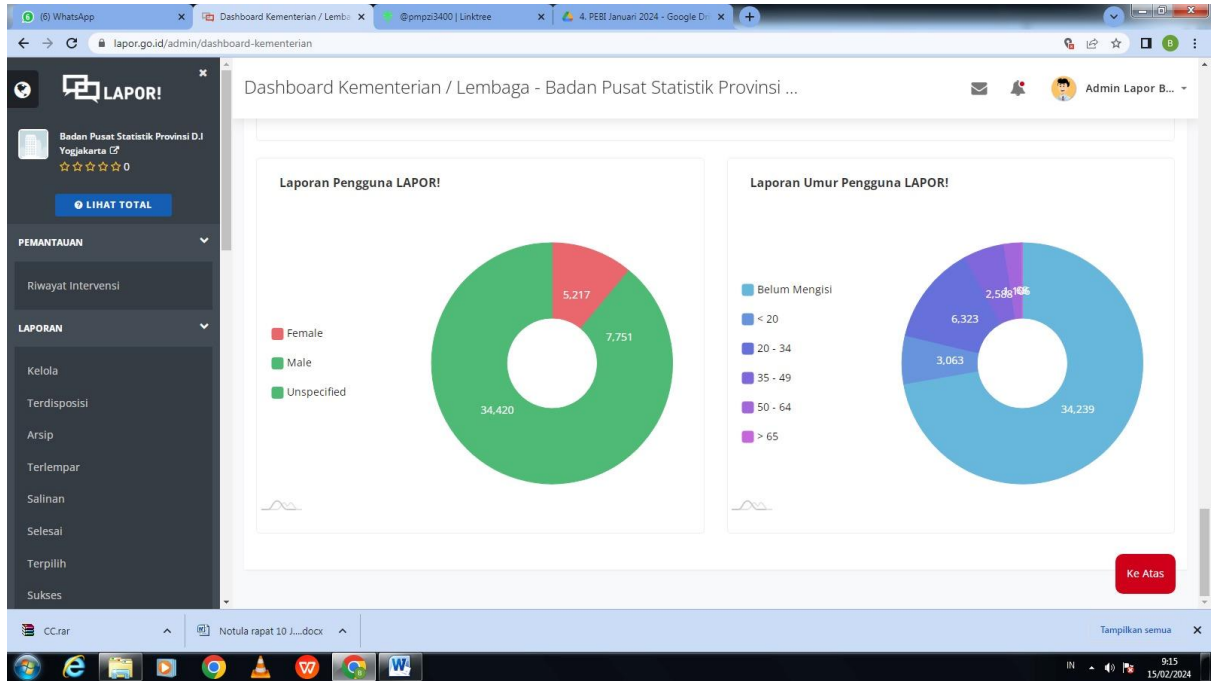 (6) WhatsApp
Dashboard Kementerian / Lemba
@pmpzi3400 | Linktree
4. PEBI Januari 2024 - Google Dri
lapor.go.id/admin/dashboard-kementerian
B
LAPOR!
Dashboard Kementerian / Lembaga - Badan Pusat Statistik Provinsi ...
Admin Lapor B...
Badan Pusat Statistik Provinsi D.I
Yogjakarta
0
LIHAT TOTAL
PEMANTAUAN
Riwayat Intervensi
LAPORAN
Kelola
Terdisposisi
Arsip
Terlempar
Salinan
Selesai
Terpilih
Sukses
Laporan Pengguna LAPOR!
Female
Male
Unspecified
5,217
7,751
34,420
Laporan Umur Pengguna LAPOR!
Belum Mengisi
< 20
20 - 34
35 - 49
50 - 64
> 65
2,588
6,323
3,063
34,239
Ke Atas
CC.rar
Notula rapat 10 J....docx
Tampilkan semua
IN
9:15
15/02/2024